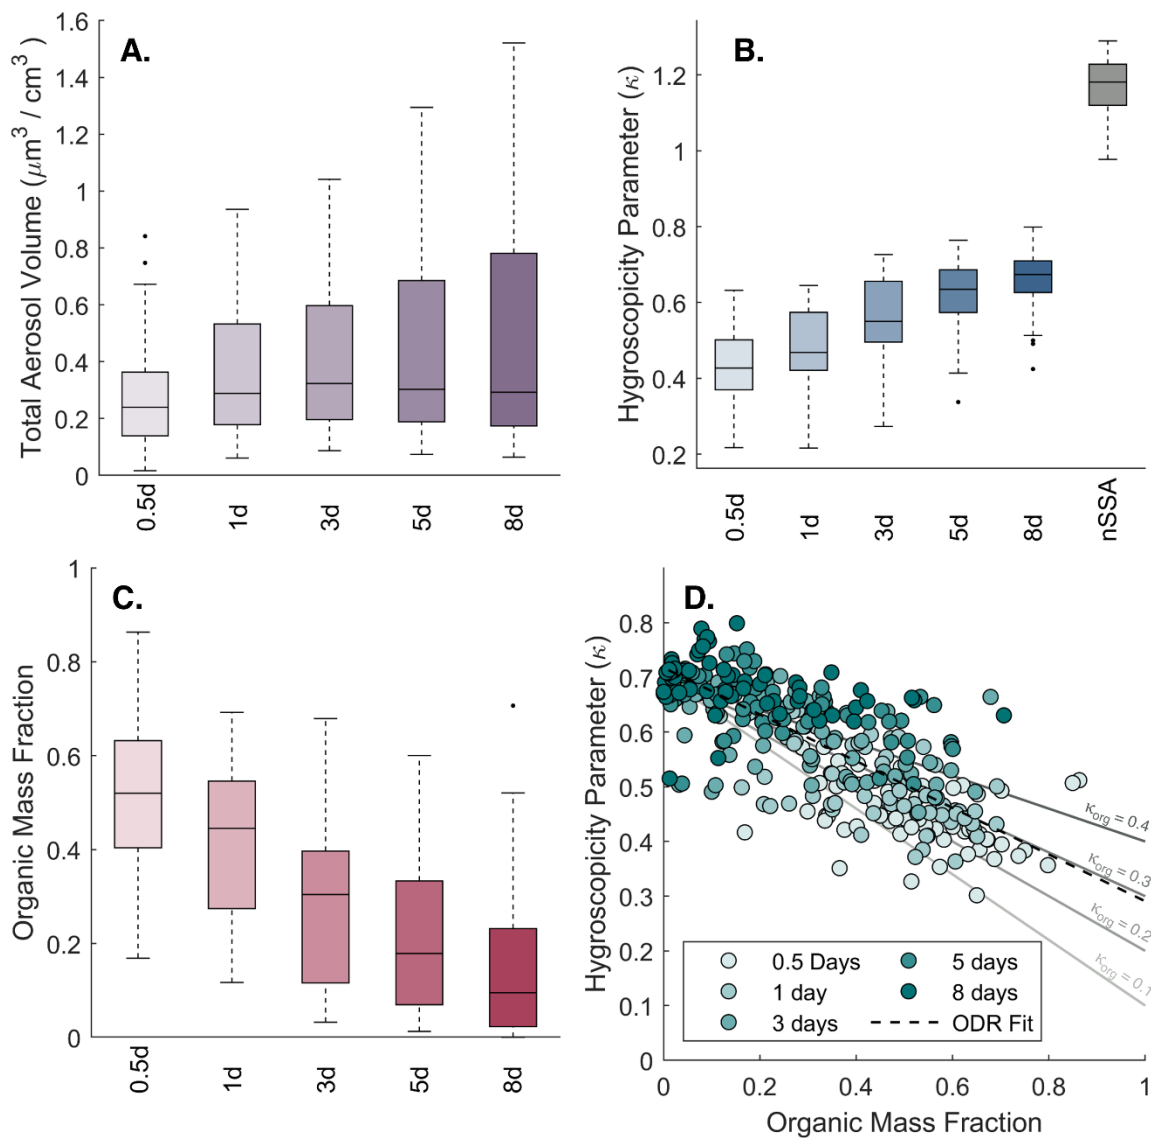 A.
Total Aerosol Volume (μm³ / cm³ )
1.6
1.4
1.2
1
0.8
0.6
0.4
0.2
0
0.5d
1d
3d
5d
8d
B.
Hygroscopicity Parameter (κ)
1.2
1
0.8
0.6
0.4
0.2
0.5d
1d
3d
5d
8d
nSSA
C.
Organic Mass Fraction
1
0.8
0.6
0.4
0.2
0
0.5d
1d
3d
5d
8d
D.
Hygroscopicity Parameter (κ)
0.8
0.7
0.6
0.5
0.4
0.3
0.2
0.1
0
κorg = 0.4
κorg = 0.3
κorg = 0.2
κorg = 0.1
0.5 Days
1 day
3 days
5 days
8 days
ODR Fit
0 0.2 0.4 0.6 0.8 1
Organic Mass Fraction